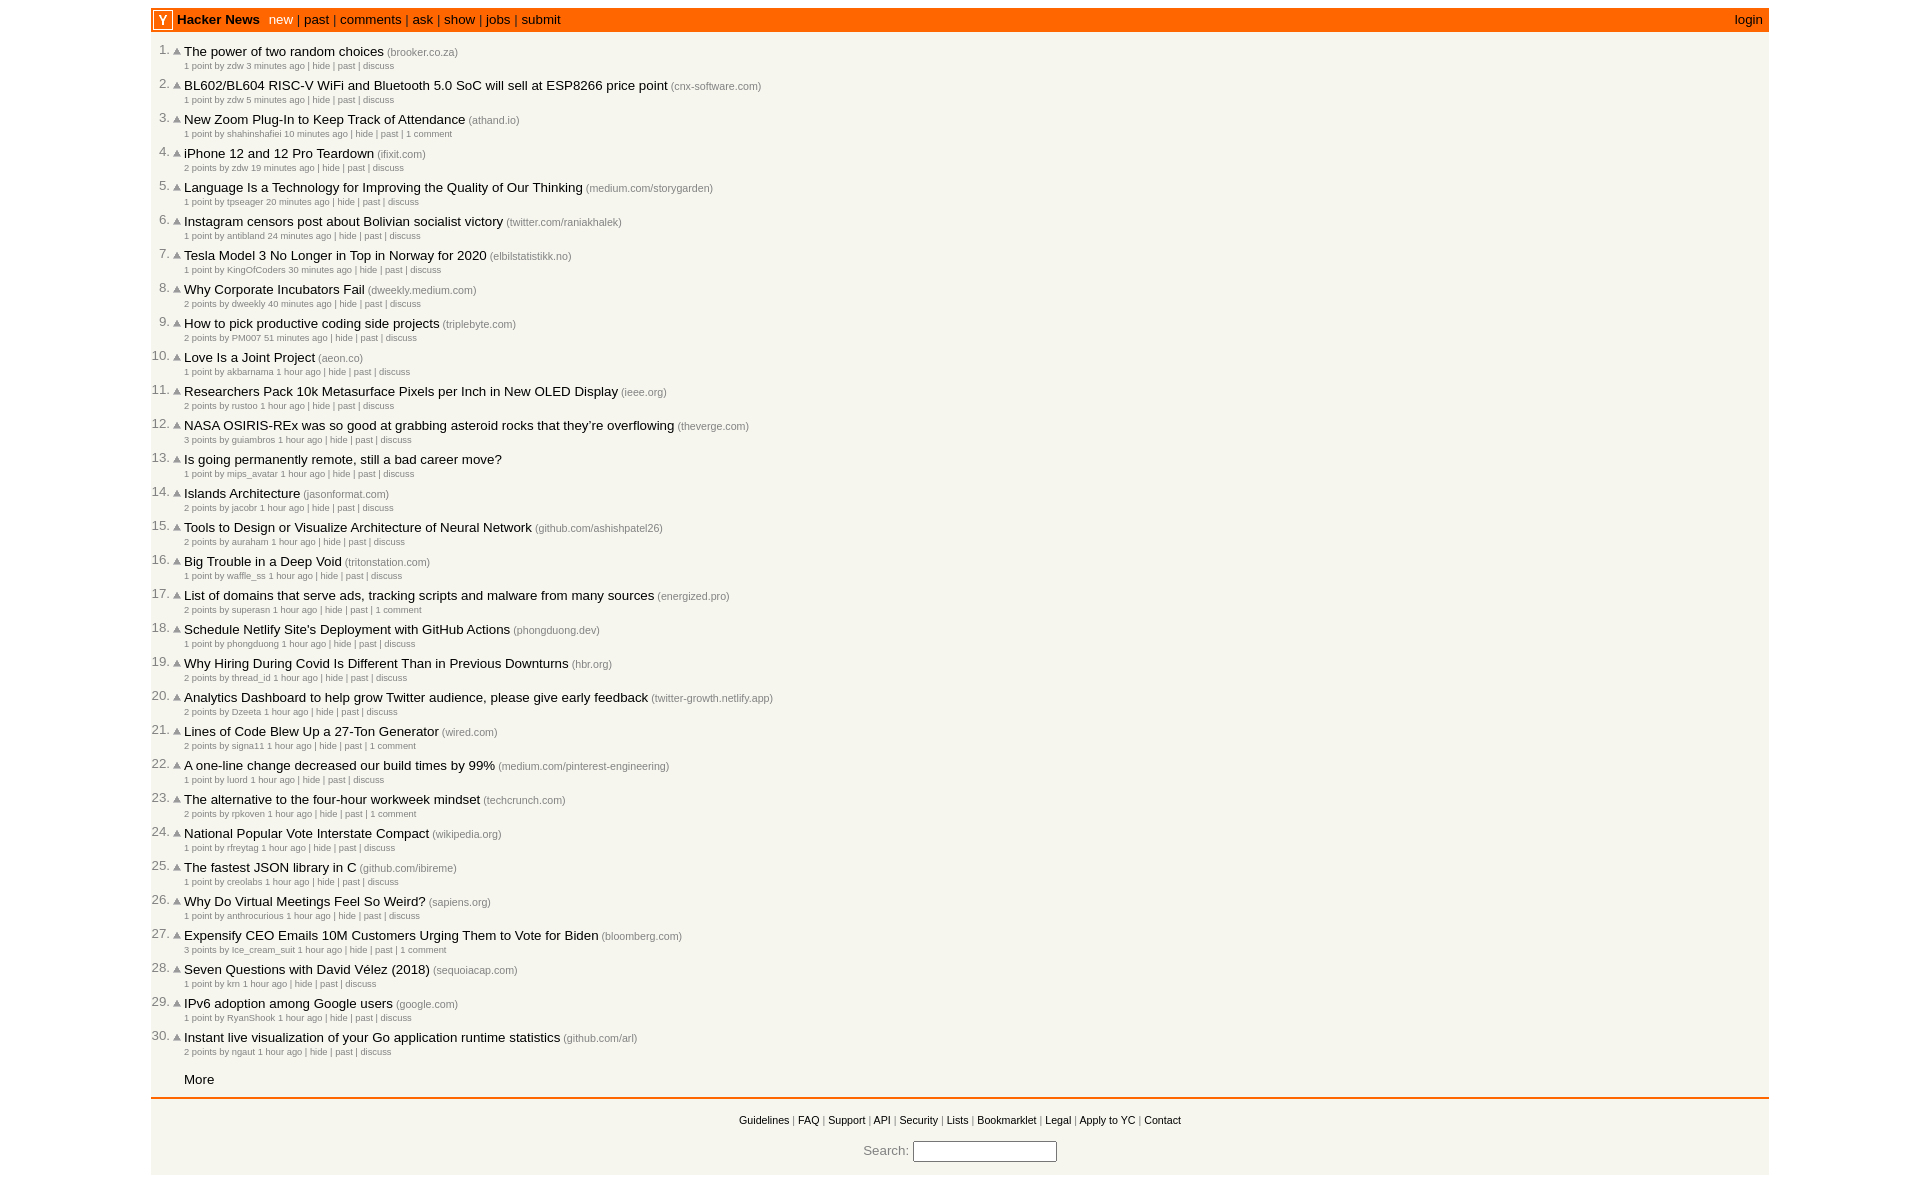 Y Hacker News new | past | comments | ask | show | jobs | submit login
1. The power of two random choices (brooker.co.za)
1 point by zdw 3 minutes ago | hide | past | discuss
2. BL602/BL604 RISC-V WiFi and Bluetooth 5.0 SoC will sell at ESP8266 price point (cnx-software.com)
1 point by zdw 5 minutes ago | hide | past | discuss
3. New Zoom Plug-In to Keep Track of Attendance (athand.io)
1 point by shahinshafiei 10 minutes ago | hide | past | 1 comment
4. iPhone 12 and 12 Pro Teardown (ifixit.com)
2 points by zdw 19 minutes ago | hide | past | discuss
5. Language Is a Technology for Improving the Quality of Our Thinking (medium.com/storygarden)
1 point by tpseager 20 minutes ago | hide | past | discuss
6. Instagram censors post about Bolivian socialist victory (twitter.com/raniakhalek)
1 point by antibland 24 minutes ago | hide | past | discuss
7. Tesla Model 3 No Longer in Top in Norway for 2020 (elbilstatistikk.no)
1 point by KingOfCoders 30 minutes ago | hide | past | discuss
8. Why Corporate Incubators Fail (dweekly.medium.com)
2 points by dweekly 40 minutes ago | hide | past | discuss
9. How to pick productive coding side projects (triplebyte.com)
2 points by PM007 51 minutes ago | hide | past | discuss
10. Love Is a Joint Project (aeon.co)
1 point by akbarnama 1 hour ago | hide | past | discuss
11. Researchers Pack 10k Metasurface Pixels per Inch in New OLED Display (ieee.org)
2 points by rustoo 1 hour ago | hide | past | discuss
12. NASA OSIRIS-REx was so good at grabbing asteroid rocks that they’re overflowing (theverge.com)
3 points by guiambros 1 hour ago | hide | past | discuss
13. Is going permanently remote, still a bad career move?
1 point by mips_avatar 1 hour ago | hide | past | discuss
14. Islands Architecture (jasonformat.com)
2 points by jacobr 1 hour ago | hide | past | discuss
15. Tools to Design or Visualize Architecture of Neural Network (github.com/ashishpatel26)
2 points by auraham 1 hour ago | hide | past | discuss
16. Big Trouble in a Deep Void (tritonstation.com)
1 point by waffle_ss 1 hour ago | hide | past | discuss
17. List of domains that serve ads, tracking scripts and malware from many sources (energized.pro)
2 points by superasn 1 hour ago | hide | past | 1 comment
18. Schedule Netlify Site's Deployment with GitHub Actions (phongduong.dev)
1 point by phongduong 1 hour ago | hide | past | discuss
19. Why Hiring During Covid Is Different Than in Previous Downturns (hbr.org)
2 points by thread_id 1 hour ago | hide | past | discuss
20. Analytics Dashboard to help grow Twitter audience, please give early feedback (twitter-growth.netlify.app)
2 points by Dzeeta 1 hour ago | hide | past | discuss
21. Lines of Code Blew Up a 27-Ton Generator (wired.com)
2 points by signa11 1 hour ago | hide | past | 1 comment
22. A one-line change decreased our build times by 99% (medium.com/pinterest-engineering)
1 point by luord 1 hour ago | hide | past | discuss
23. The alternative to the four-hour workweek mindset (techcrunch.com)
2 points by rpkoven 1 hour ago | hide | past | 1 comment
24. National Popular Vote Interstate Compact (wikipedia.org)
1 point by rfreytag 1 hour ago | hide | past | discuss
25. The fastest JSON library in C (github.com/ibireme)
1 point by creolabs 1 hour ago | hide | past | discuss
26. Why Do Virtual Meetings Feel So Weird? (sapiens.org)
1 point by anthrocurious 1 hour ago | hide | past | discuss
27. Expensify CEO Emails 10M Customers Urging Them to Vote for Biden (bloomberg.com)
3 points by Ice_cream_suit 1 hour ago | hide | past | 1 comment
28. Seven Questions with David Vélez (2018) (sequoiacap.com)
1 point by krn 1 hour ago | hide | past | discuss
29. IPv6 adoption among Google users (google.com)
1 point by RyanShook 1 hour ago | hide | past | discuss
30. Instant live visualization of your Go application runtime statistics (github.com/arl)
2 points by ngaut 1 hour ago | hide | past | discuss
More
Guidelines | FAQ | Support | API | Security | Lists | Bookmarklet | Legal | Apply to YC | Contact
Search: